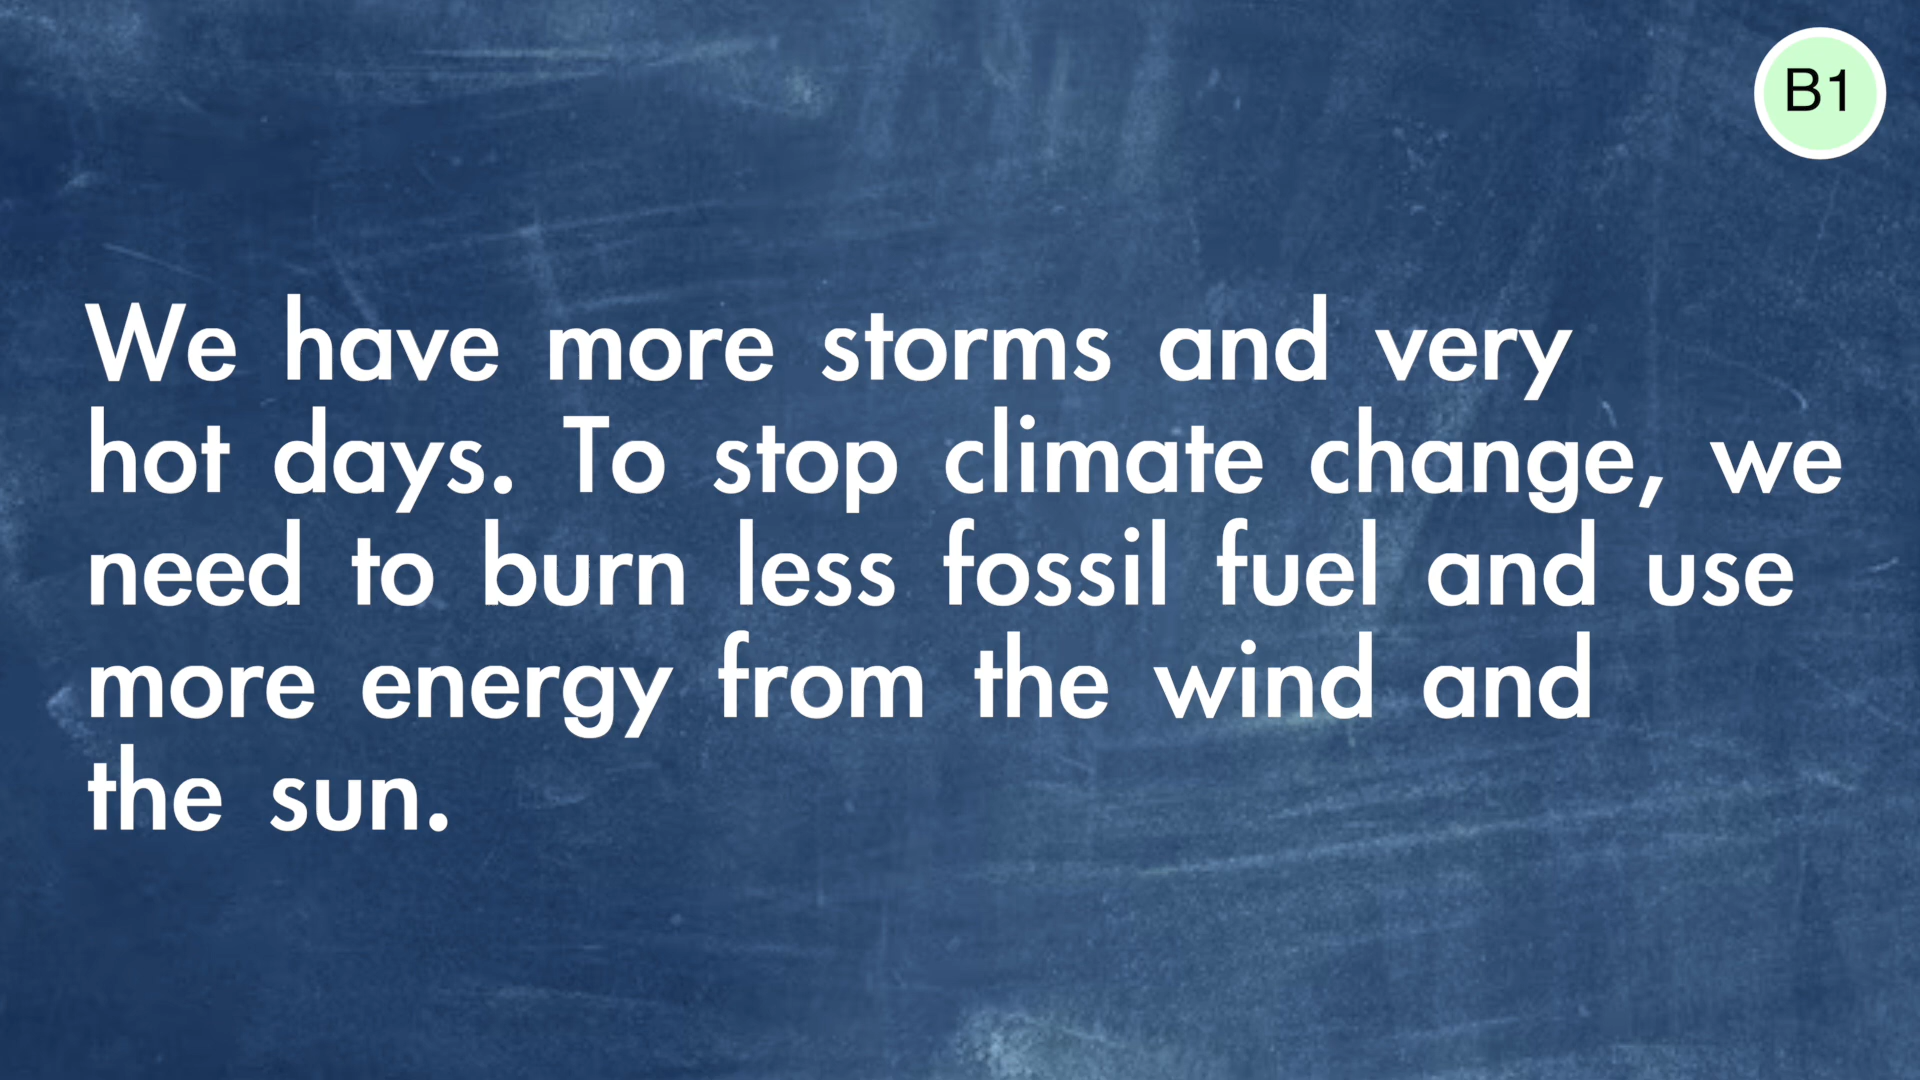 B1
We have more storms and very
hot days. To stop climate change, we
need to burn less fossil fuel and use
more energy from the wind and
the sun.